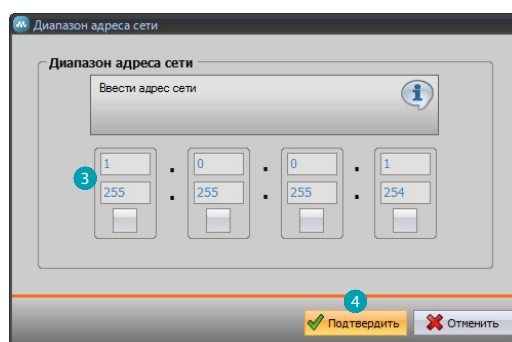 Диапазон адреса сети
Диапазон адреса сети
Ввести адрес сети
1 . 0 . 0 . 1
3
255 . 255 . 255 . 254
4
Подтвердить Отменить